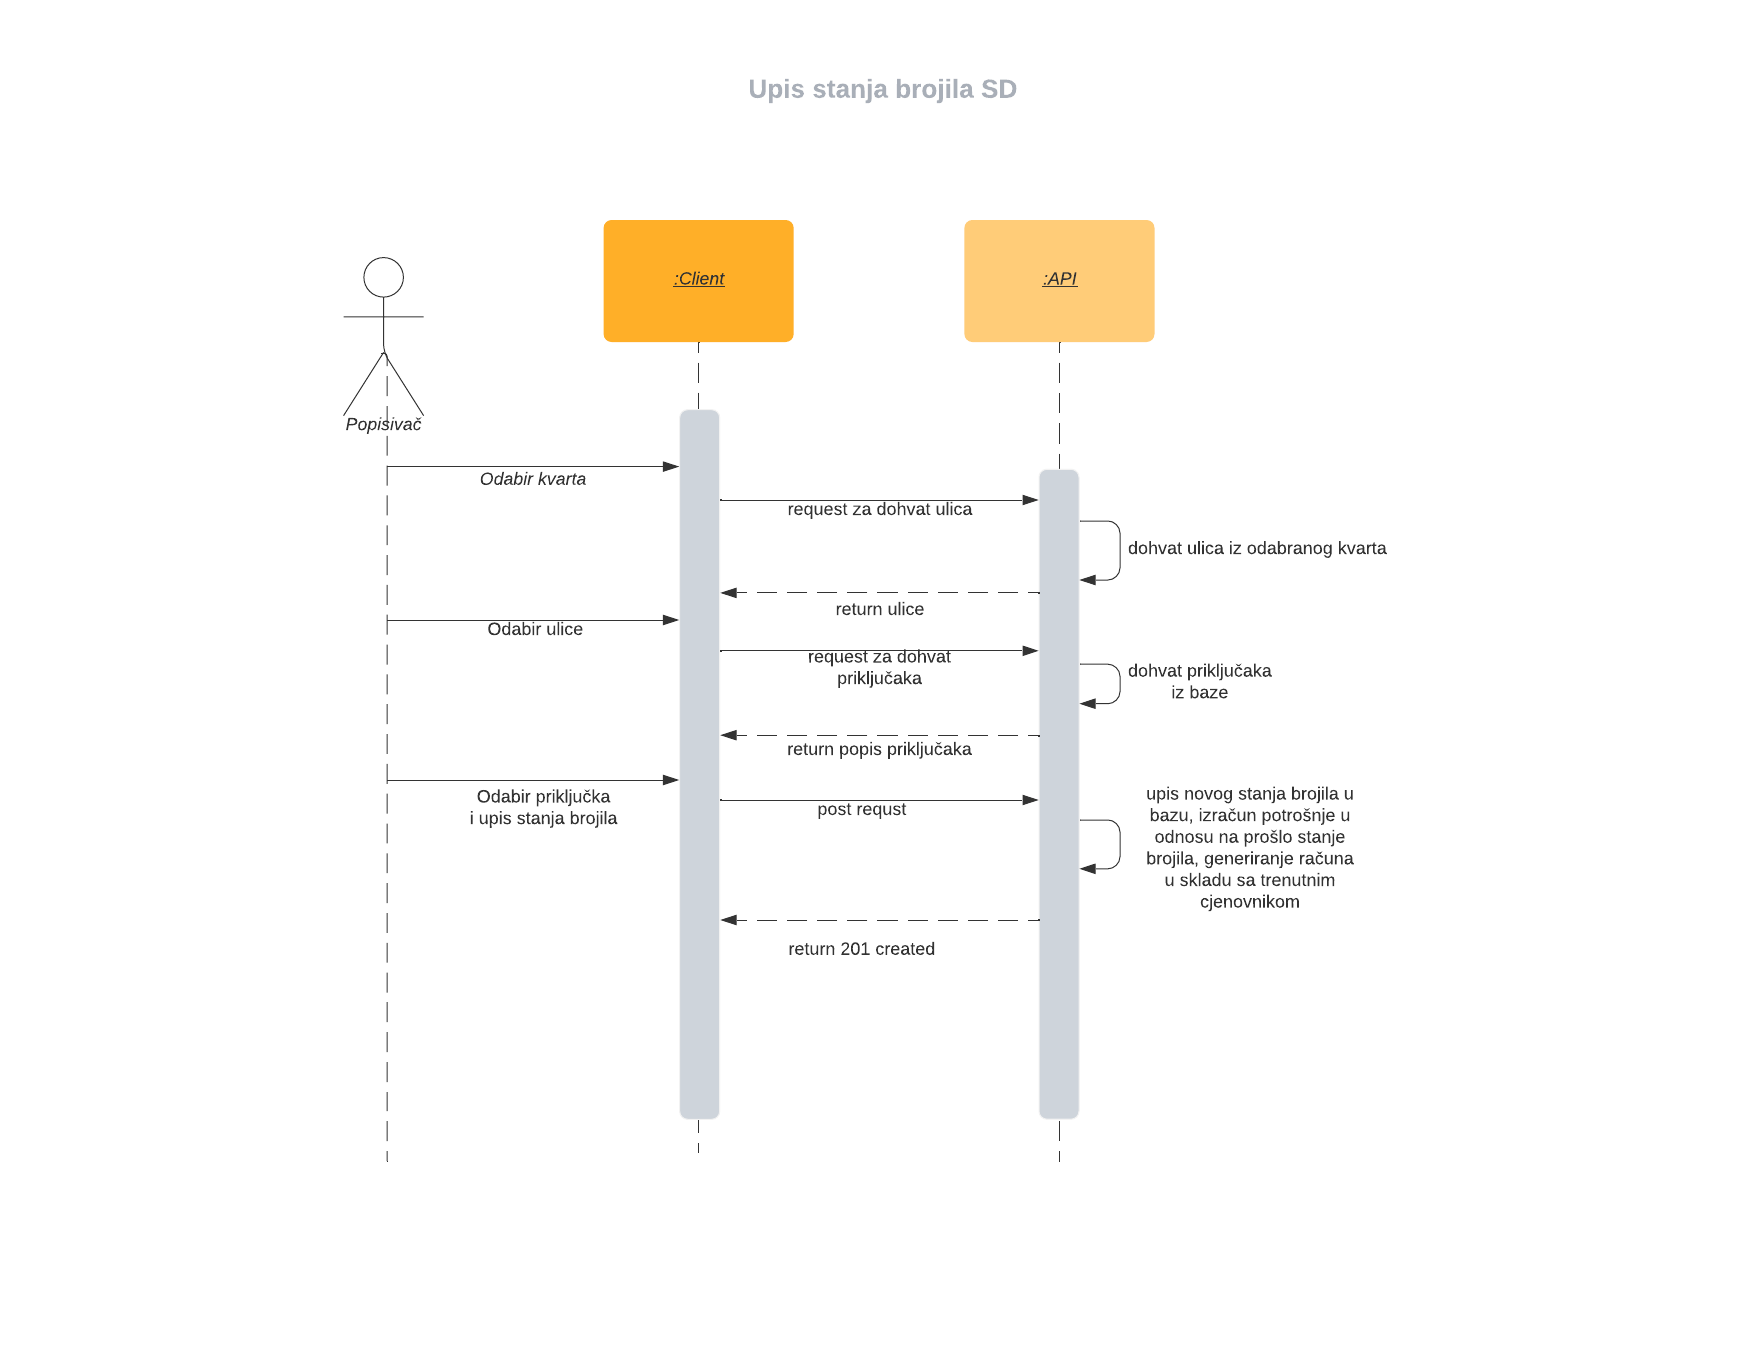 Upis stanja brojila SD
:Client
:API
Popisivač
Odabir kvarta
request za dohvat ulica
dohvat ulica iz odabranog kvarta
return ulice
Odabir ulice
request za dohvat
priključaka
dohvat priključaka
iz baze
return popis priključaka
Odabir priključka
i upis stanja brojila
post requst
upis novog stanja brojila u
bazu, izračun potrošnje u
odnosu na prošlo stanje
brojila, generiranje računa
u skladu sa trenutnim
cjenovnikom
return 201 created